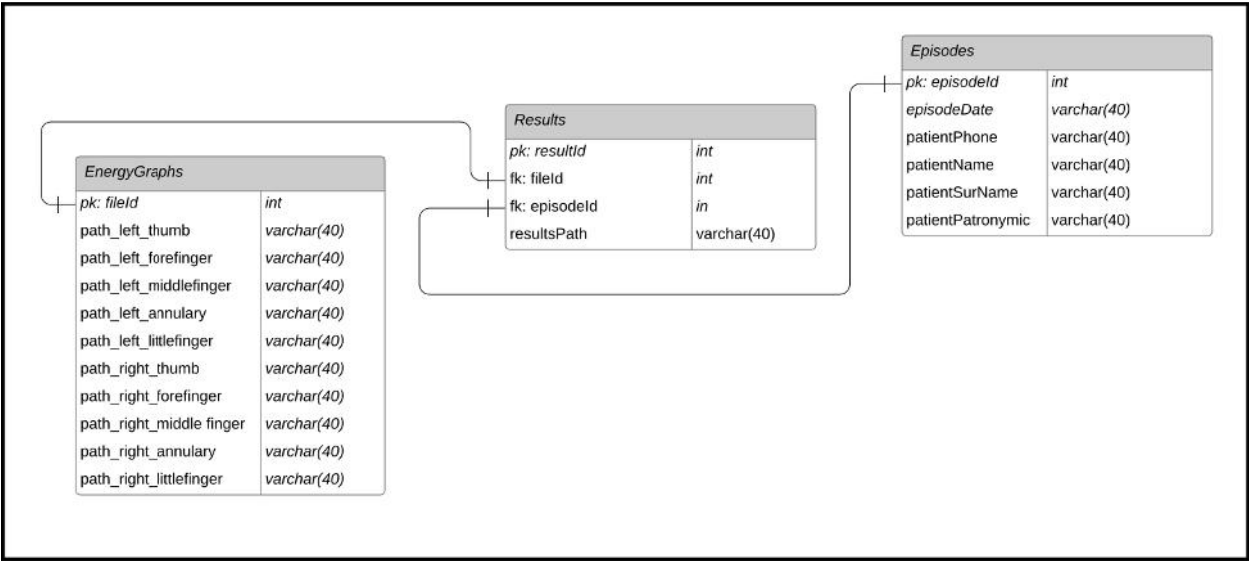 Episodes
pk: episodeId int
episodeDate varchar(40)
patientPhone varchar(40)
patientName varchar(40)
patientSurName varchar(40)
patientPatronymic varchar(40)
Results
pk: resultId int
fk: fileId int
fk: episodeId in
resultsPath varchar(40)
EnergyGraphs
pk: fileId int
path_left_thumb varchar(40)
path_left_forefinger varchar(40)
path_left_middlefinger varchar(40)
path_left_annulary varchar(40)
path_left_littlefinger varchar(40)
path_right_thumb varchar(40)
path_right_forefinger varchar(40)
path_right_middle finger varchar(40)
path_right_annulary varchar(40)
path_right_littlefinger varchar(40)